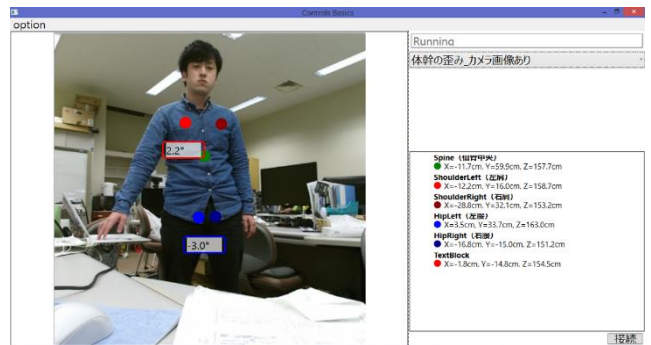 Controls Basics
option
Running
体幹の歪み_カメラ画像あり
2.2°
-3.0°
Spine (仙骨中央)
X=-11.7cm, Y=59.9cm, Z=157.7cm
ShoulderLeft (左肩)
X=-12.2cm, Y=16.0cm, Z=158.7cm
ShoulderRight (右肩)
X=-28.8cm, Y=32.1cm, Z=153.2cm
HipLeft (左腰)
X=3.5cm, Y=33.7cm, Z=163.0cm
HipRight (右腰)
X=-16.8cm, Y=-15.0cm, Z=151.2cm
TextBlock
X=-1.8cm, Y=-14.8cm, Z=154.5cm
接続